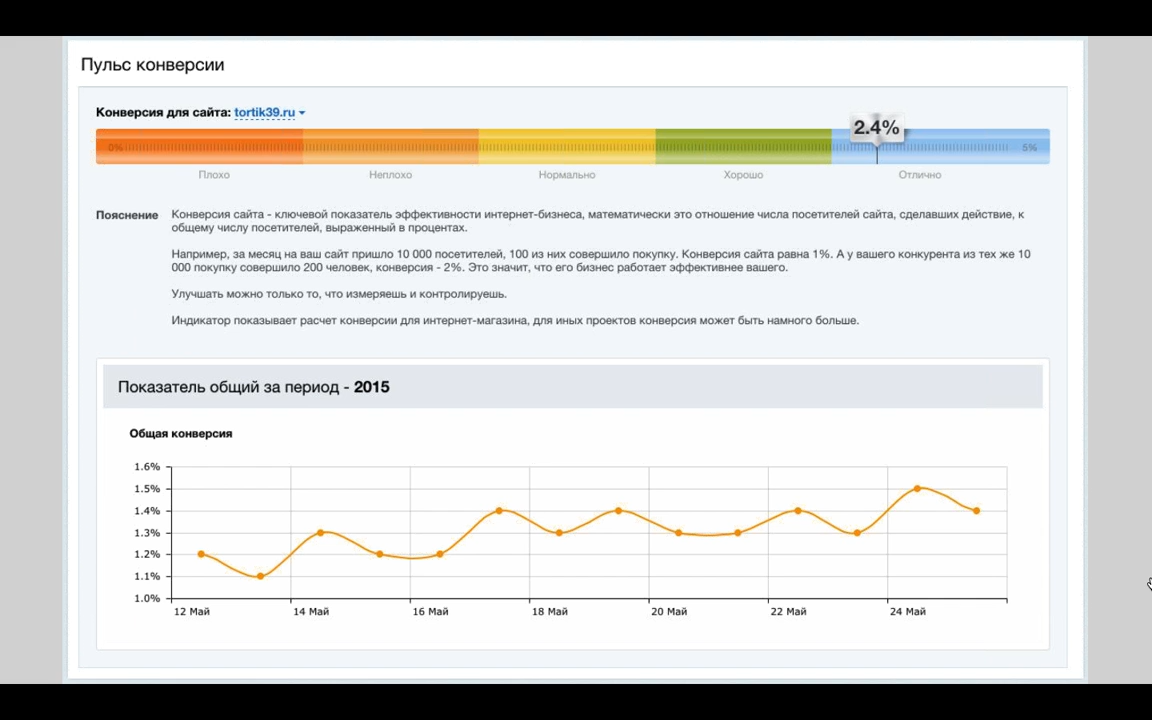 Пульс конверсии
Конверсия для сайта: tortik39.ru
2.4%
0%
5%
Плохо
Неплохо
Нормально
Хорошо
Отлично
Пояснение
Конверсия сайта - ключевой показатель эффективности интернет-бизнеса, математически это отношение числа посетителей сайта, сделавших действие, к
общему числу посетителей, выраженный в процентах.
Например, за месяц на ваш сайт пришло 10 000 посетителей, 100 из них совершило покупку. Конверсия сайта равна 1%. А у вашего конкурента из тех же 10
000 покупку совершило 200 человек, конверсия - 2%. Это значит, что его бизнес работает эффективнее вашего.
Улучшать можно только то, что измеряешь и контролируешь.
Индикатор показывает расчет конверсии для интернет-магазина, для иных проектов конверсия может быть намного больше.
Показатель общий за период - 2015
Общая конверсия
1.6%
1.5%
1.4%
1.3%
1.2%
1.1%
1.0%
12 Май
14 Май
16 Май
18 Май
20 Май
22 Май
24 Май